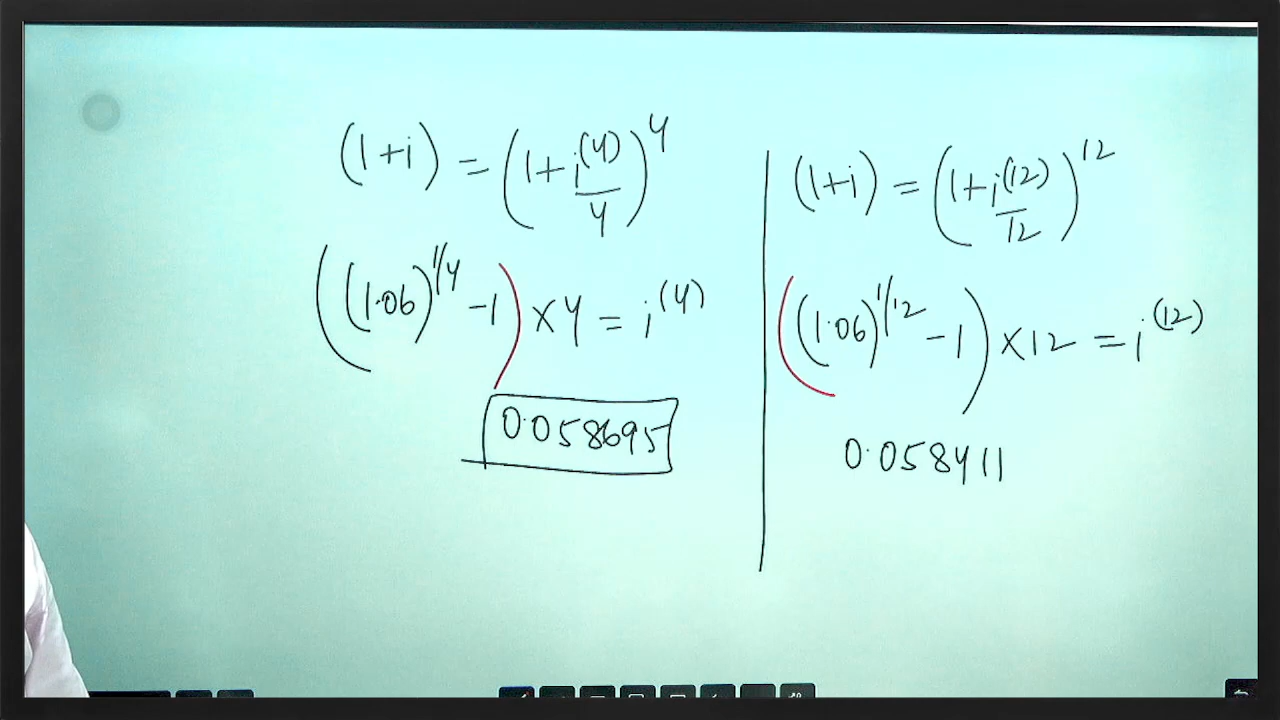 (1+i) = (1+i^(4)/4)^4
((1.06)^1/4 -1) × 4 = i^(4)
0.058695
(1+i) = (1+i^(12)/12)^12
((1.06)^1/12 -1) × 12 = i^(12)
0.058411